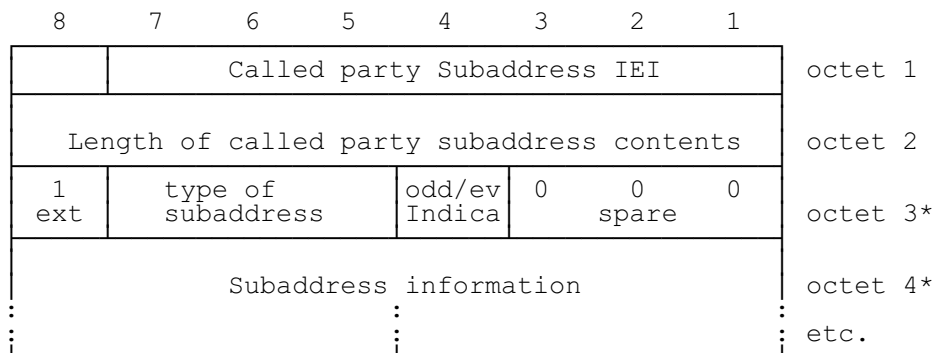 8 7 6 5 4 3 2 1
Called party Subaddress IEI octet 1
Length of called party subaddress contents octet 2
1 type of odd/ev 0 0 0
ext subaddress Indica spare octet 3*
Subaddress information octet 4*
: : :
: : : etc.